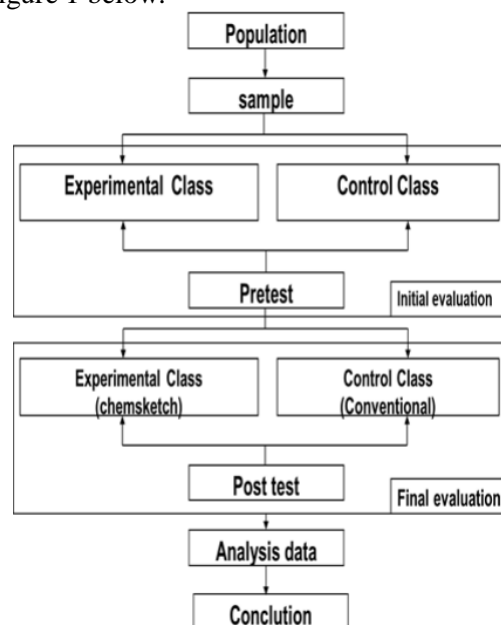 igure 1 below.
Population
sample
Experimental Class
Control Class
Pretest
Initial evaluation
Experimental Class
(chemsketch)
Control Class
(Conventional)
Post test
Final evaluation
Analysis data
Conclution